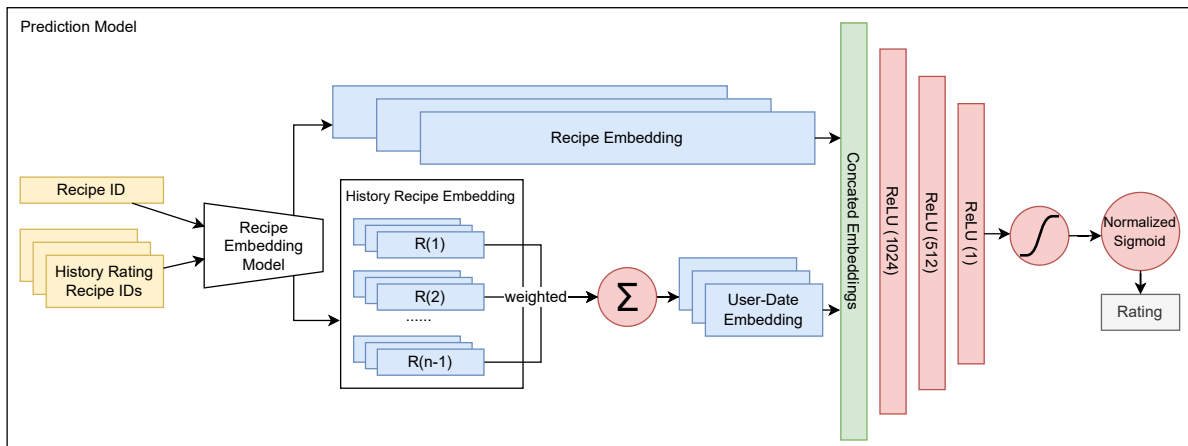 Prediction Model
Recipe Embedding
Recipe ID
History Rating
Recipe IDs
Recipe
Embedding
Model
History Recipe Embedding
R(1)
R(2)
......
R(n-1)
weighted
Σ
User-Date
Embedding
Concated Embeddings
ReLU (1024)
ReLU (512)
ReLU (1)
Normalized
Sigmoid
Rating